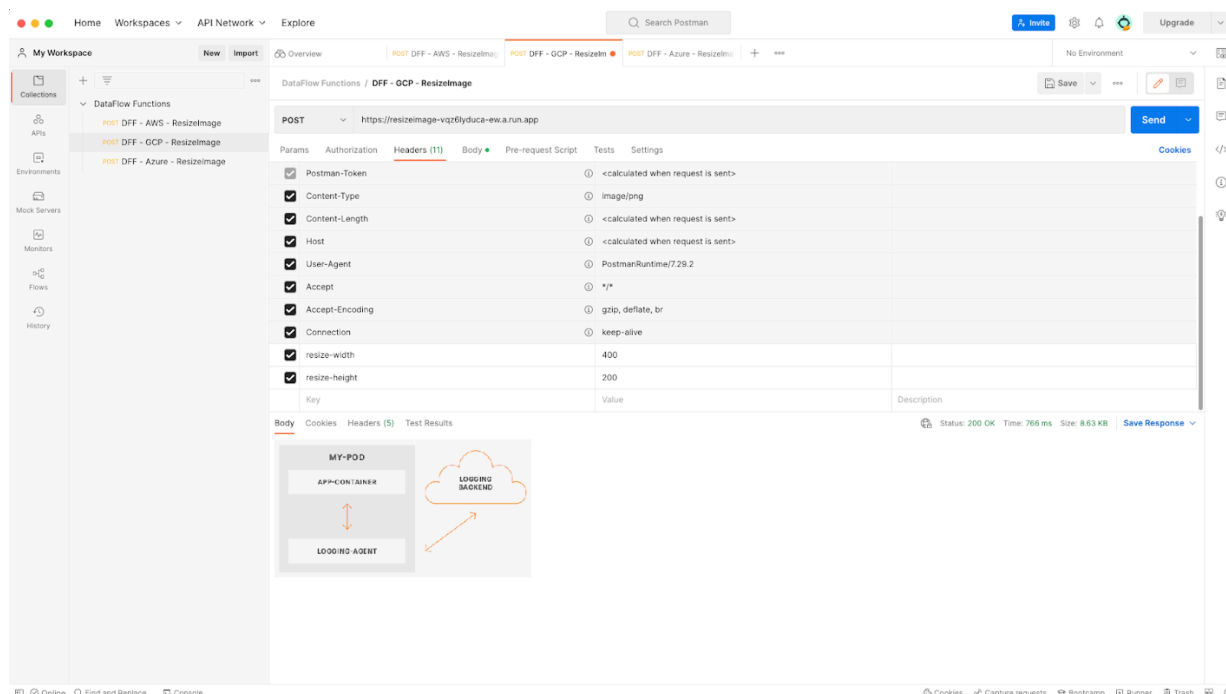 Home Workspaces API Network Explore Search Postman Invite Upgrade
My Workspace New Import Overview POST DFF - AWS - ResizeImag POST DFF - GCP - ResizeIm POST DFF - Azure - ResizeIma No Environment
Collections
APIs
Environments
Mock Servers
Monitors
Flows
History
DataFlow Functions
POST DFF - AWS - ResizeImage
POST DFF - GCP - ResizeImage
POST DFF - Azure - ResizeImage
DataFlow Functions / DFF - GCP - ResizeImage Save
POST https://resizeimage-vqz6lyduca-ew.a.run.app Send
Params Authorization Headers (11) Body Pre-request Script Tests Settings Cookies
Postman-Token <calculated when request is sent>
Content-Type image/png
Content-Length <calculated when request is sent>
Host <calculated when request is sent>
User-Agent PostmanRuntime/7.29.2
Accept */*
Accept-Encoding gzip, deflate, br
Connection keep-alive
resize-width 400
resize-height 200
Key Value Description
Body Cookies Headers (5) Test Results Status: 200 OK Time: 766 ms Size: 8.63 KB Save Response
MY-POD
APP-CONTAINER
LOGGING-AGENT
LOGGING
BACKEND
Online Find and Replace Console Cookies Capture requests Bootcamp Runner Trash